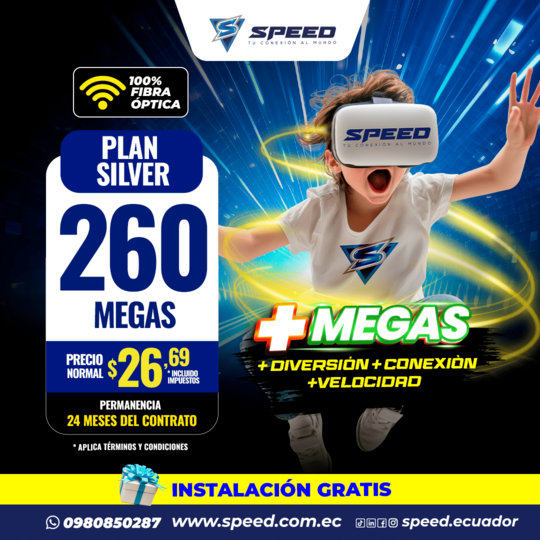 SPEED
TU CONEXIÓN AL MUNDO
100%
FIBRA
ÓPTICA
PLAN
SILVER
260
MEGAS
PRECIO
NORMAL
$26,69
* INCLUIDO
IMPUESTOS
PERMANENCIA
24 MESES DEL CONTRATO
* APLICA TÉRMINOS Y CONDICIONES
SPEED
TU CONEXIÓN AL MUNDO
S
+ MEGAS
+DIVERSIÓN +CONEXIÒN
+VELOCIDAD
INSTALACIÓN GRATIS
0980850287 www.speed.com.ec speed.ecuador